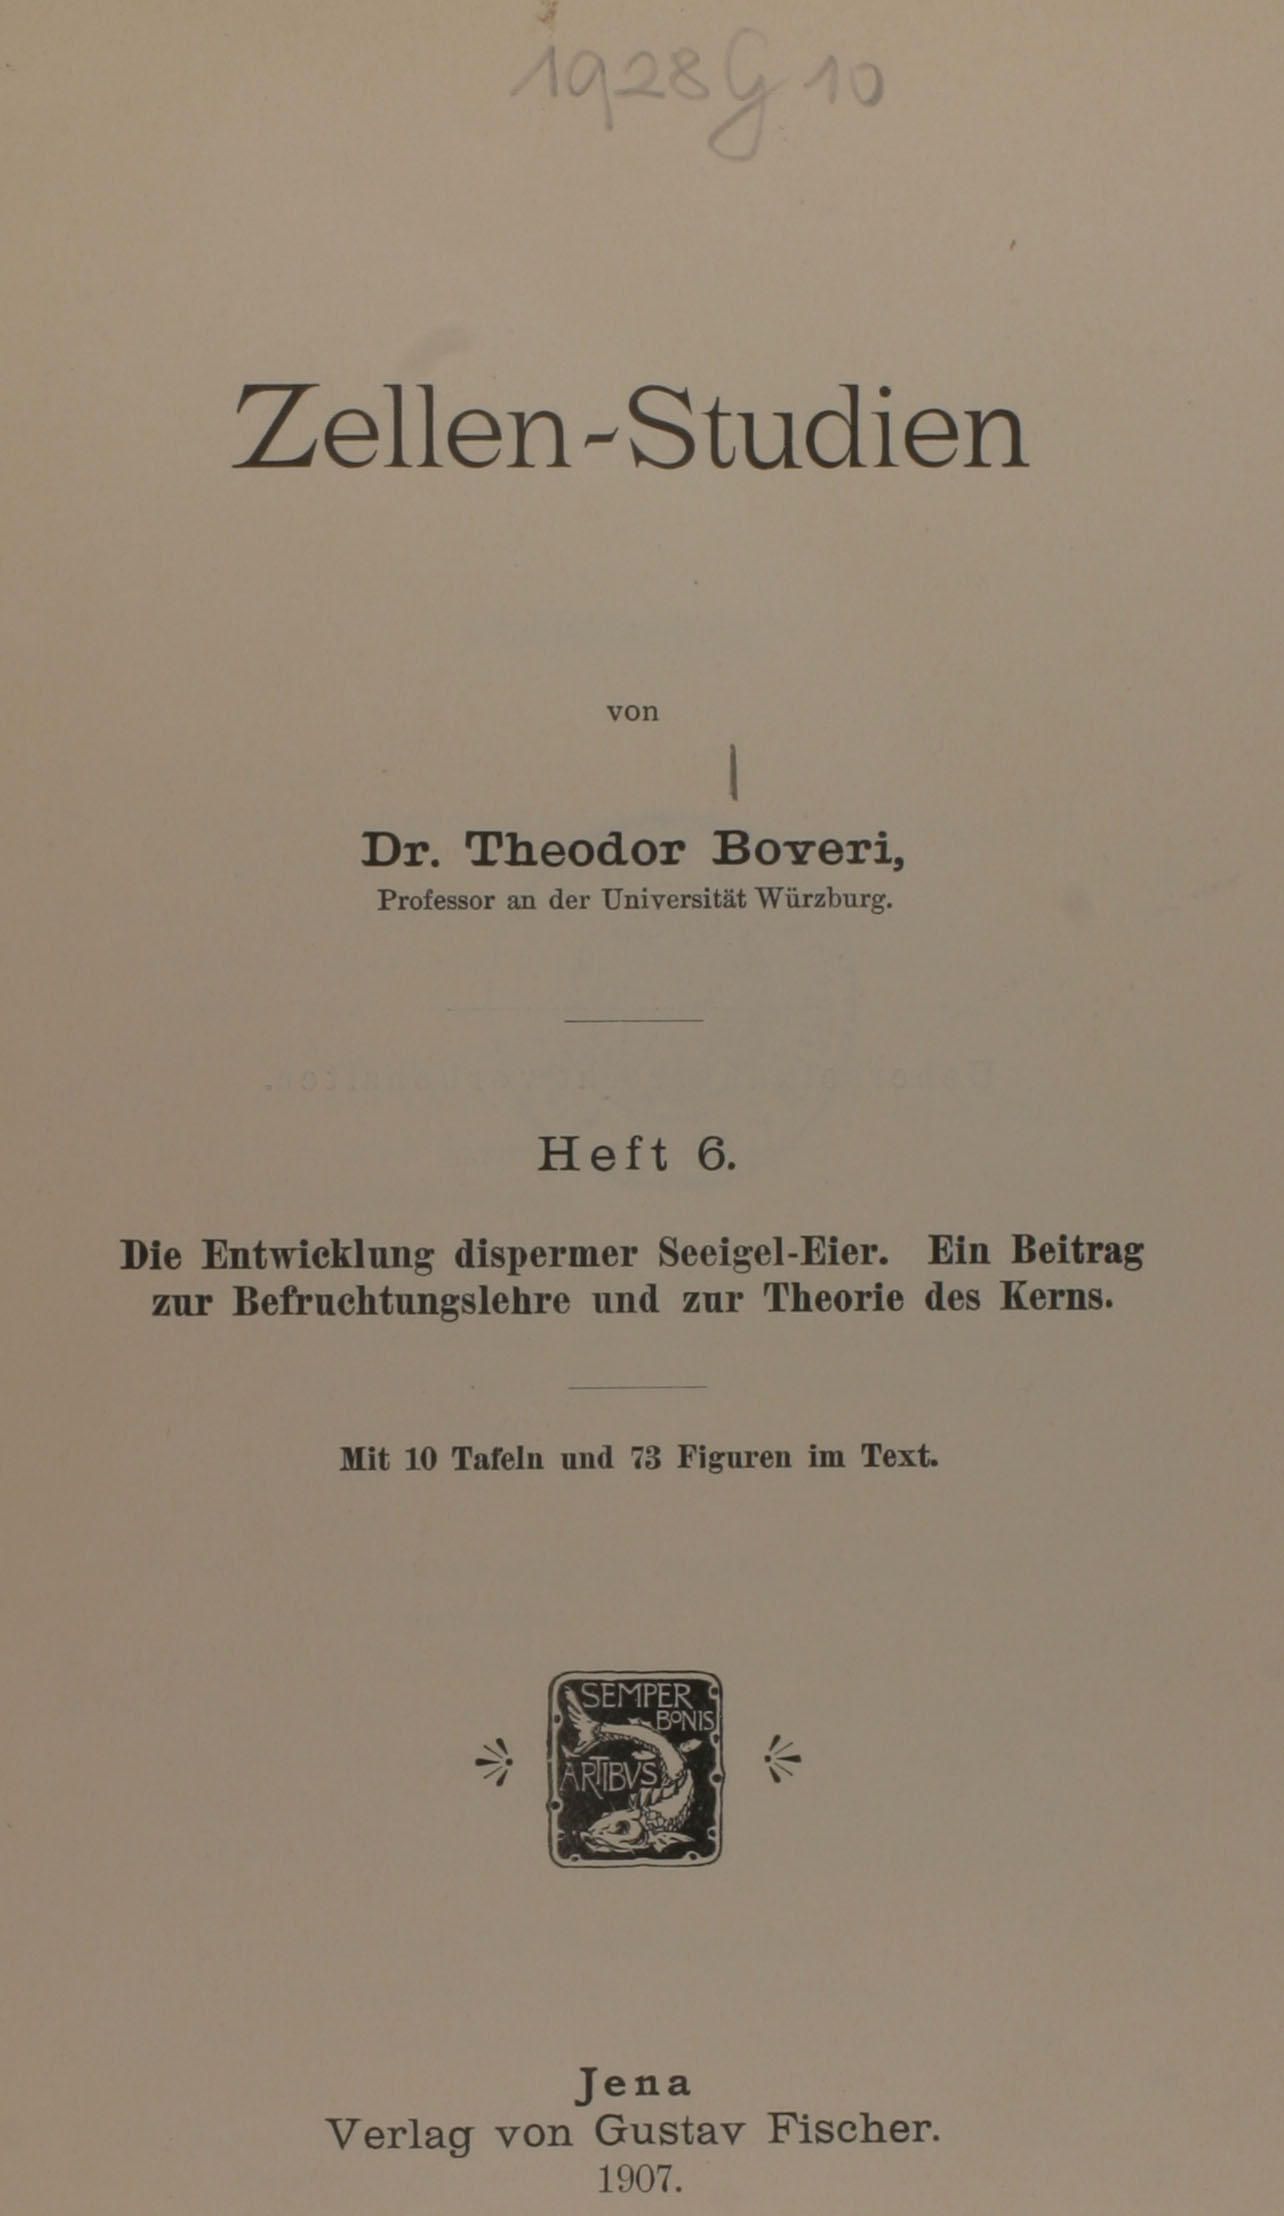 1928 G 10
Zellen-Studien
von
Dr. Theodor Boveri,
Professor an der Universität Würzburg.
Heft 6.
Die Entwicklung dispermer Seeigel-Eier. Ein Beitrag
zur Befruchtungslehre und zur Theorie des Kerns.
Mit 10 Tafeln und 73 Figuren im Text.
SEMPER
BONIS
ARTIBVS
Jena
Verlag von Gustav Fischer.
1907.